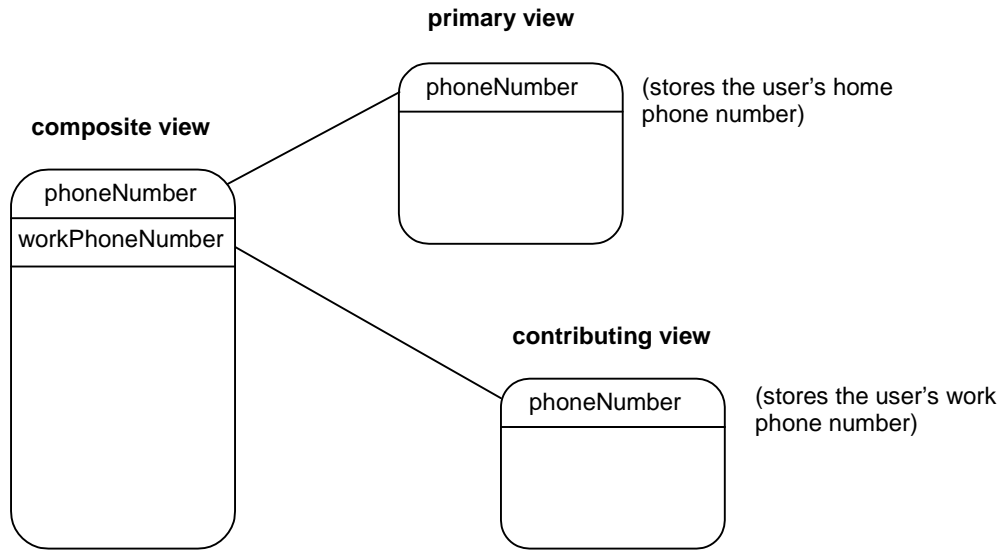 primary view
phoneNumber
(stores the user's home
phone number)
composite view
phoneNumber
workPhoneNumber
contributing view
phoneNumber
(stores the user's work
phone number)